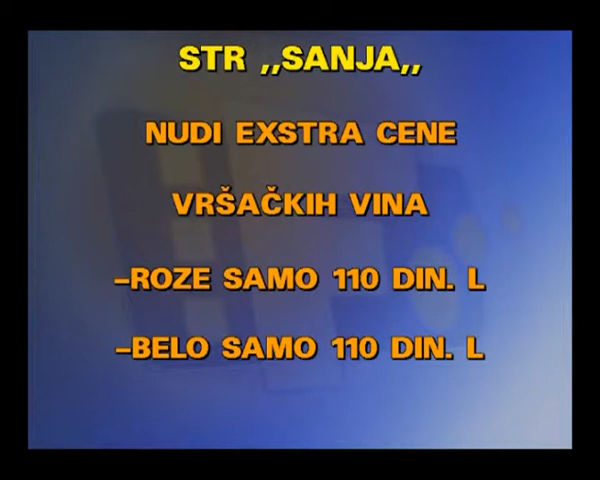 STR ,,SANJA,,
NUDI EXSTRA CENE
VRŠAČKIH VINA
–ROZE SAMO 110 DIN. L
–BELO SAMO 110 DIN. L